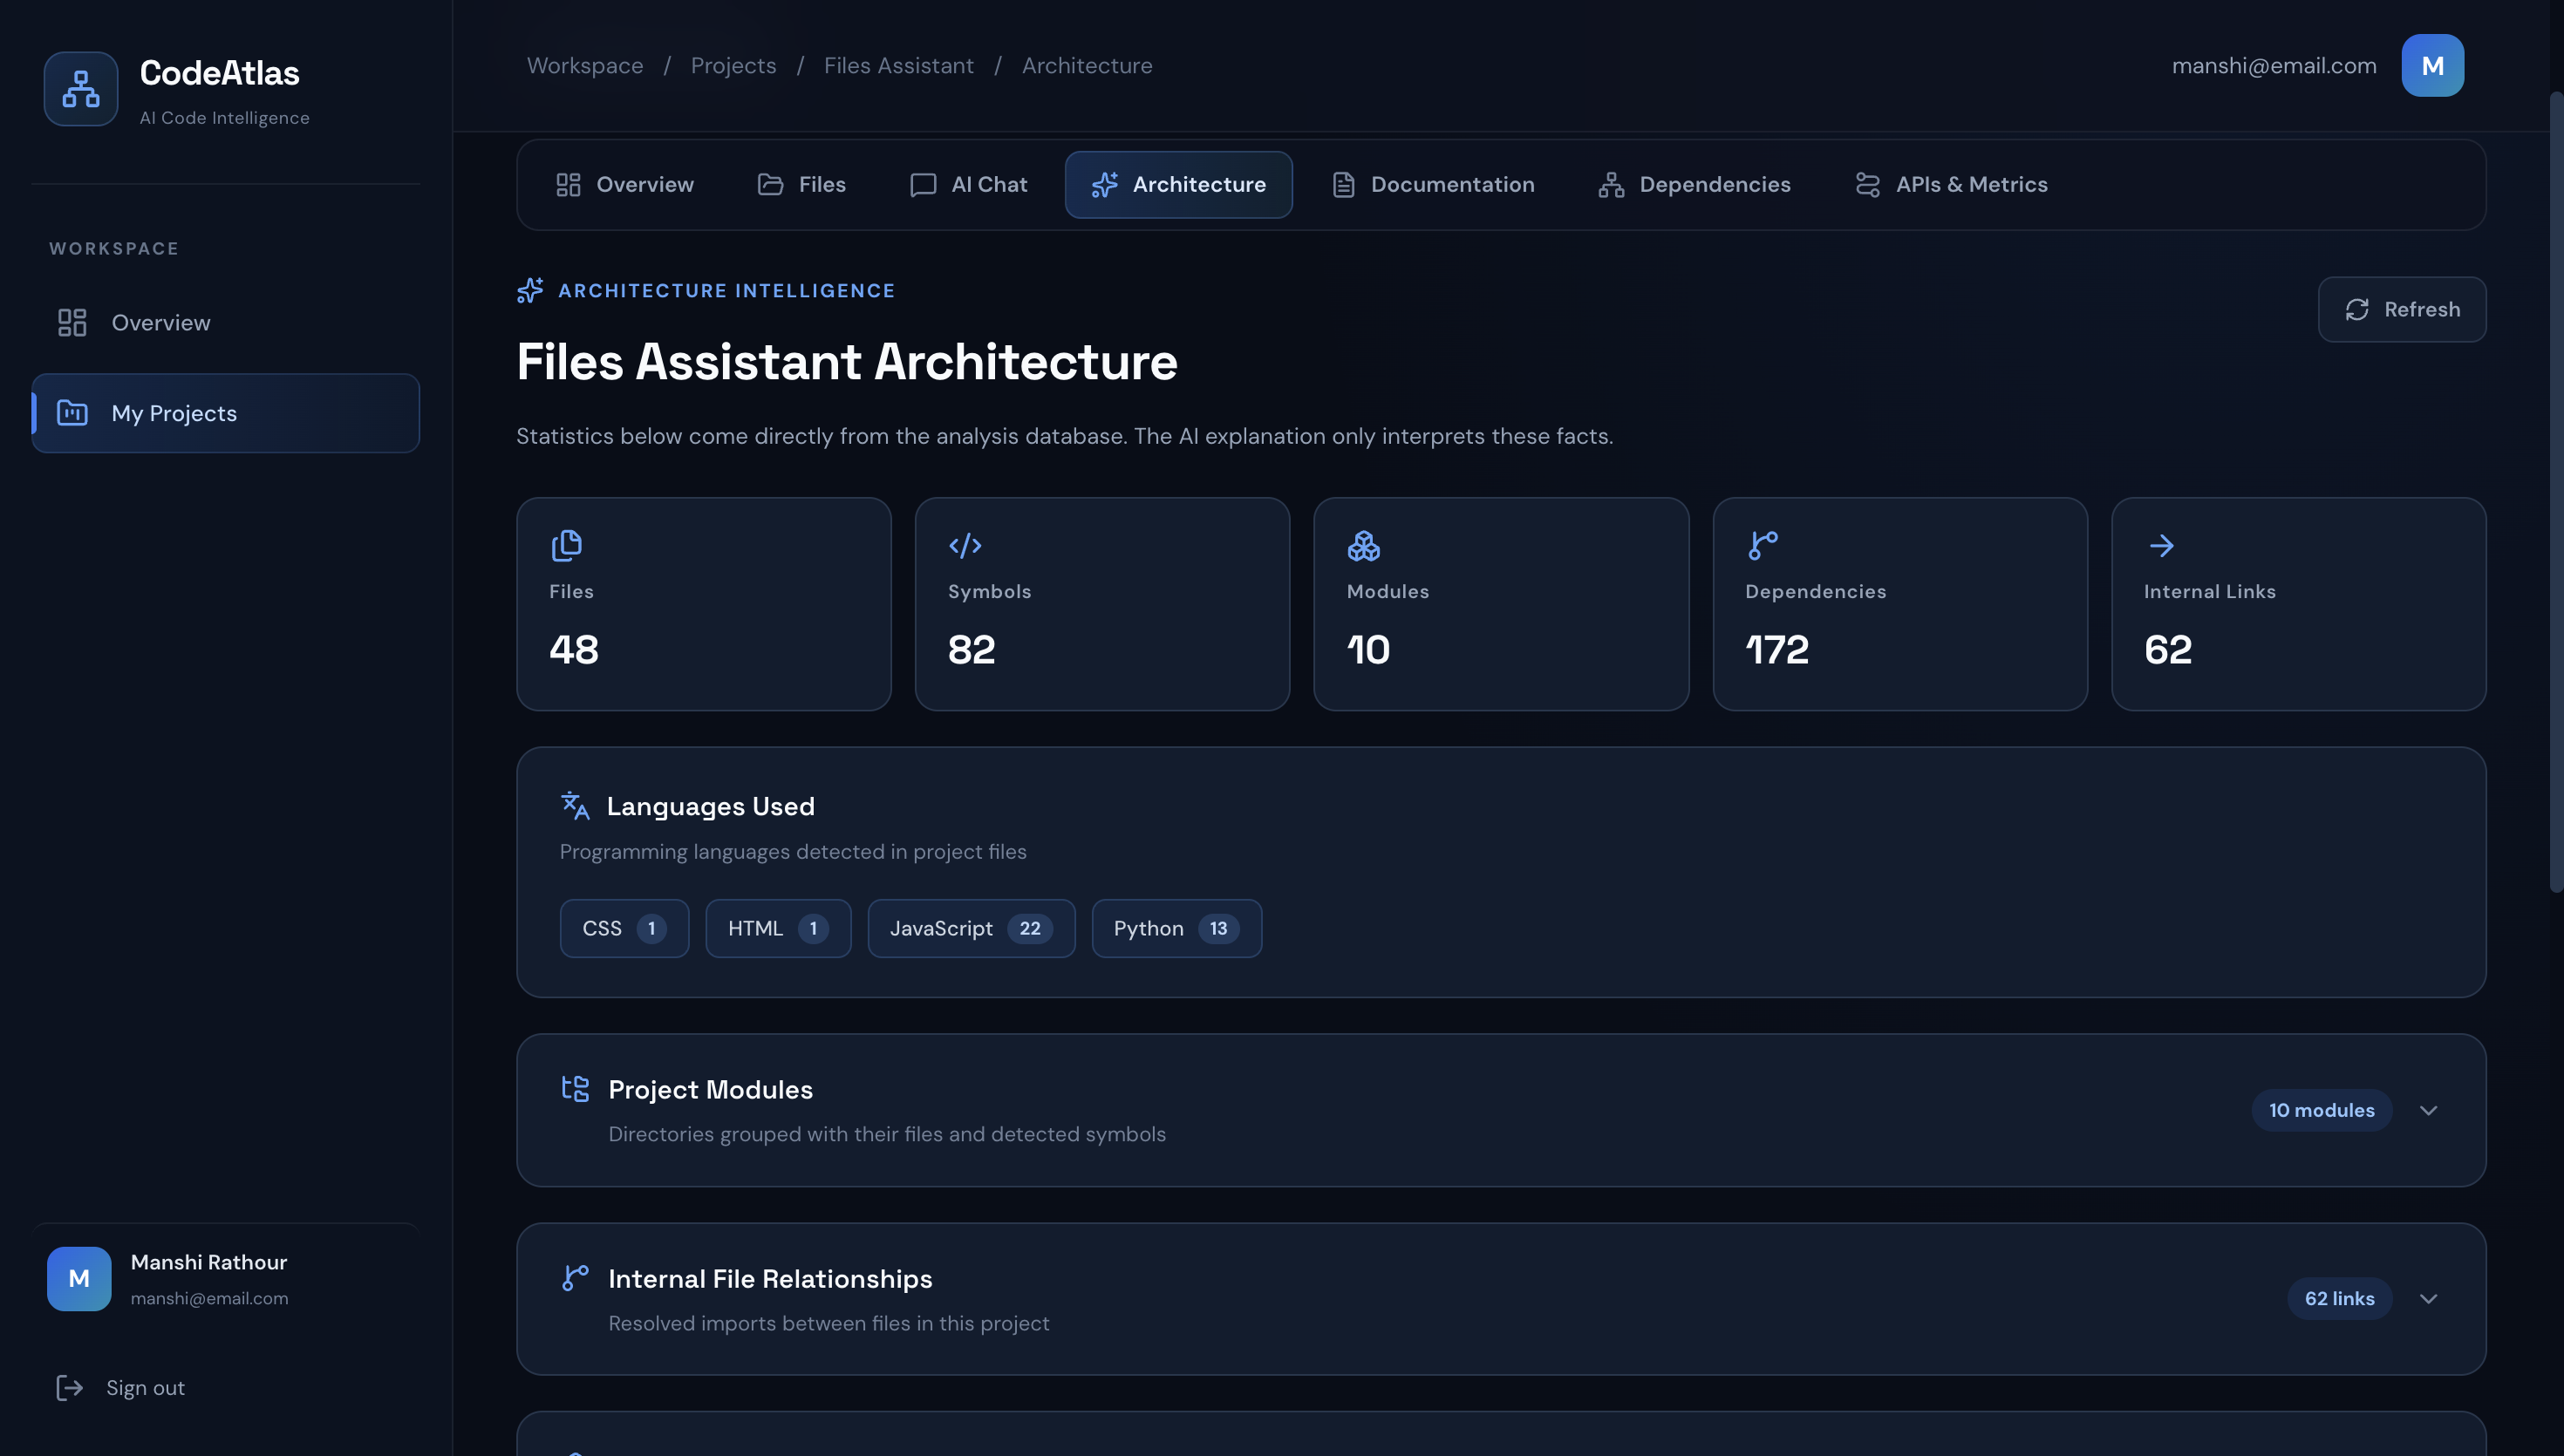 CodeAtlas
AI Code Intelligence
WORKSPACE
Overview
My Projects
Manshi Rathour
manshi@email.com
M
Sign out
Workspace / Projects / Files Assistant / Architecture
manshi@email.com
M
Overview
Files
AI Chat
Architecture
Documentation
Dependencies
APIs & Metrics
ARCHITECTURE INTELLIGENCE
Refresh
Files Assistant Architecture
Statistics below come directly from the analysis database. The AI explanation only interprets these facts.
Files
48
Symbols
82
Modules
10
Dependencies
172
Internal Links
62
Languages Used
Programming languages detected in project files
CSS 1
HTML 1
JavaScript 22
Python 13
Project Modules
Directories grouped with their files and detected symbols
10 modules
Internal File Relationships
Resolved imports between files in this project
62 links